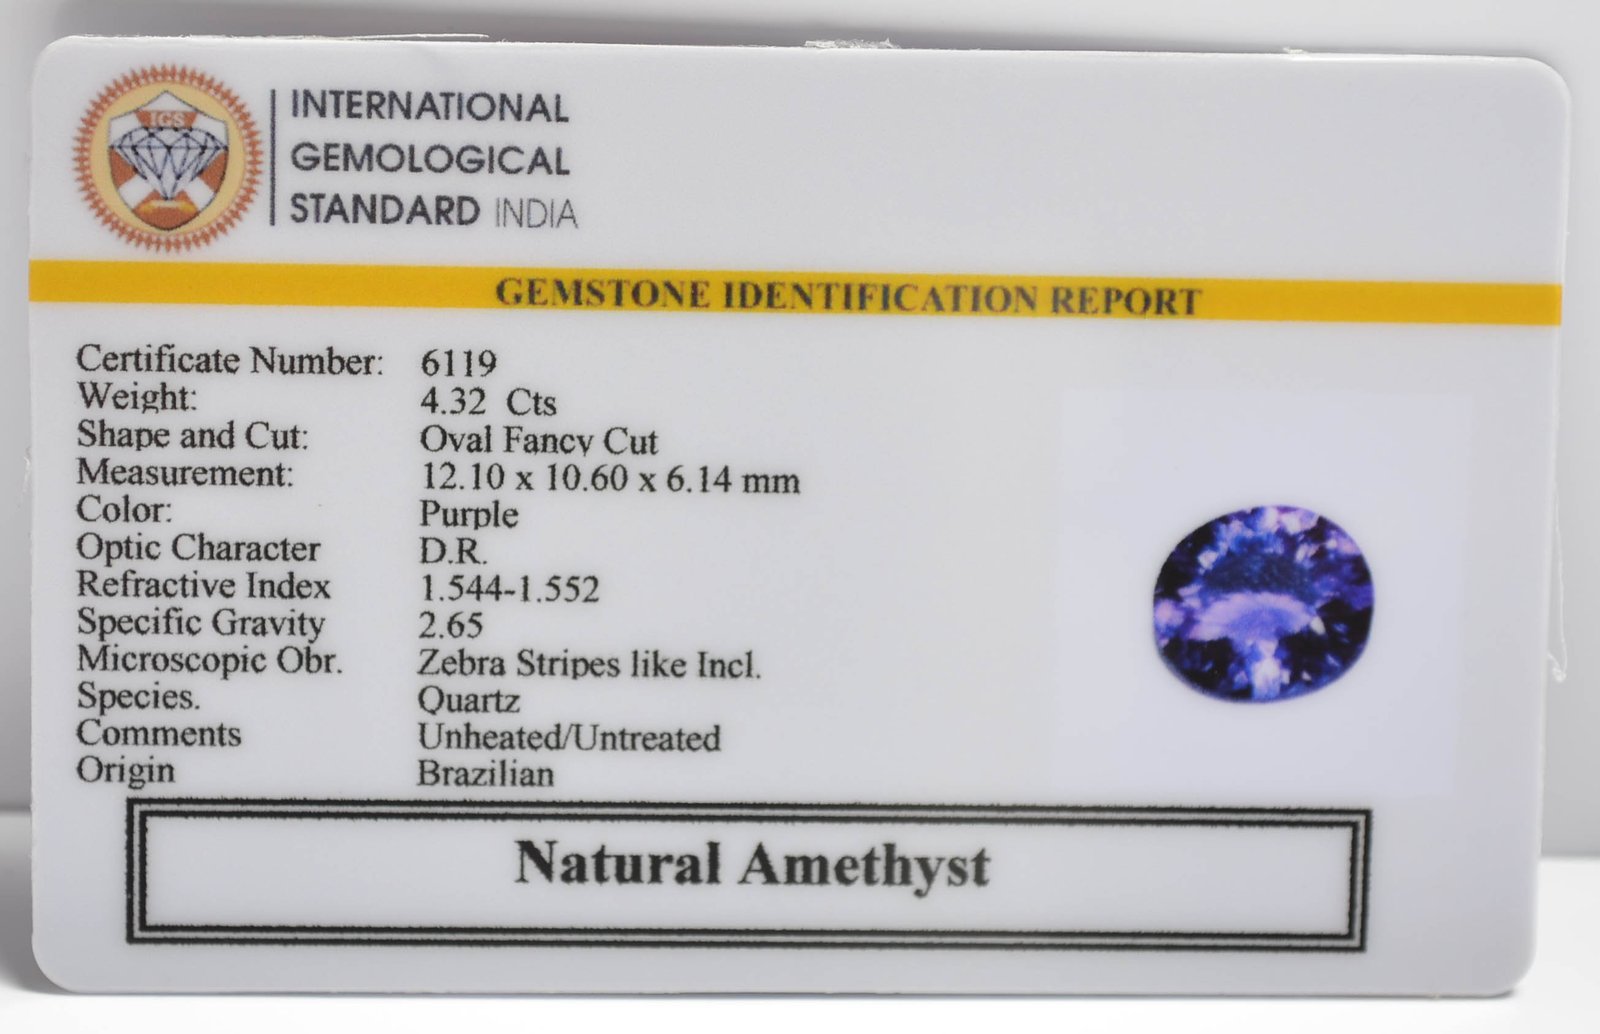 IGS
INTERNATIONAL
GEMOLOGICAL
STANDARD INDIA
GEMSTONE IDENTIFICATION REPORT
Certificate Number: 6119
Weight: 4.32 Cts
Shape and Cut: Oval Fancy Cut
Measurement: 12.10 x 10.60 x 6.14 mm
Color: Purple
Optic Character D.R.
Refractive Index 1.544-1.552
Specific Gravity 2.65
Microscopic Obr. Zebra Stripes like Incl.
Species. Quartz
Comments Unheated/Untreated
Origin Brazilian
Natural Amethyst